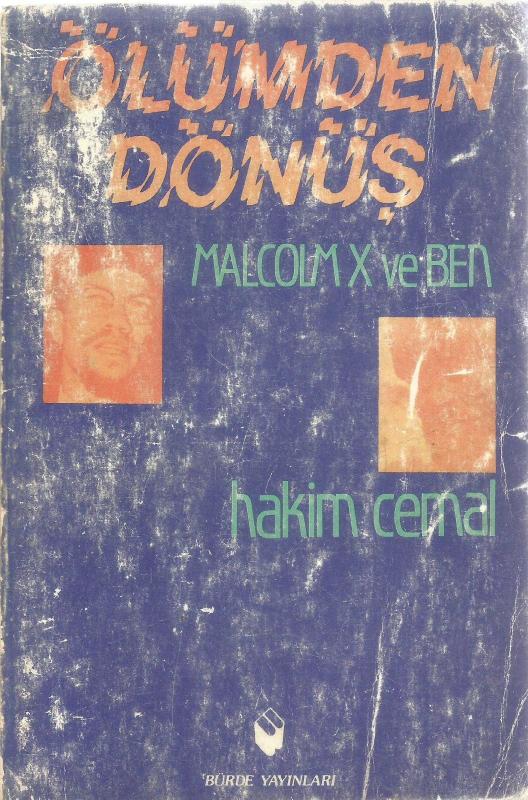 ÖLÜMDEN
DÖNÜŞ
MALCOLM X ve BEN
hakim cemal
BÜRDE YAYINLARI